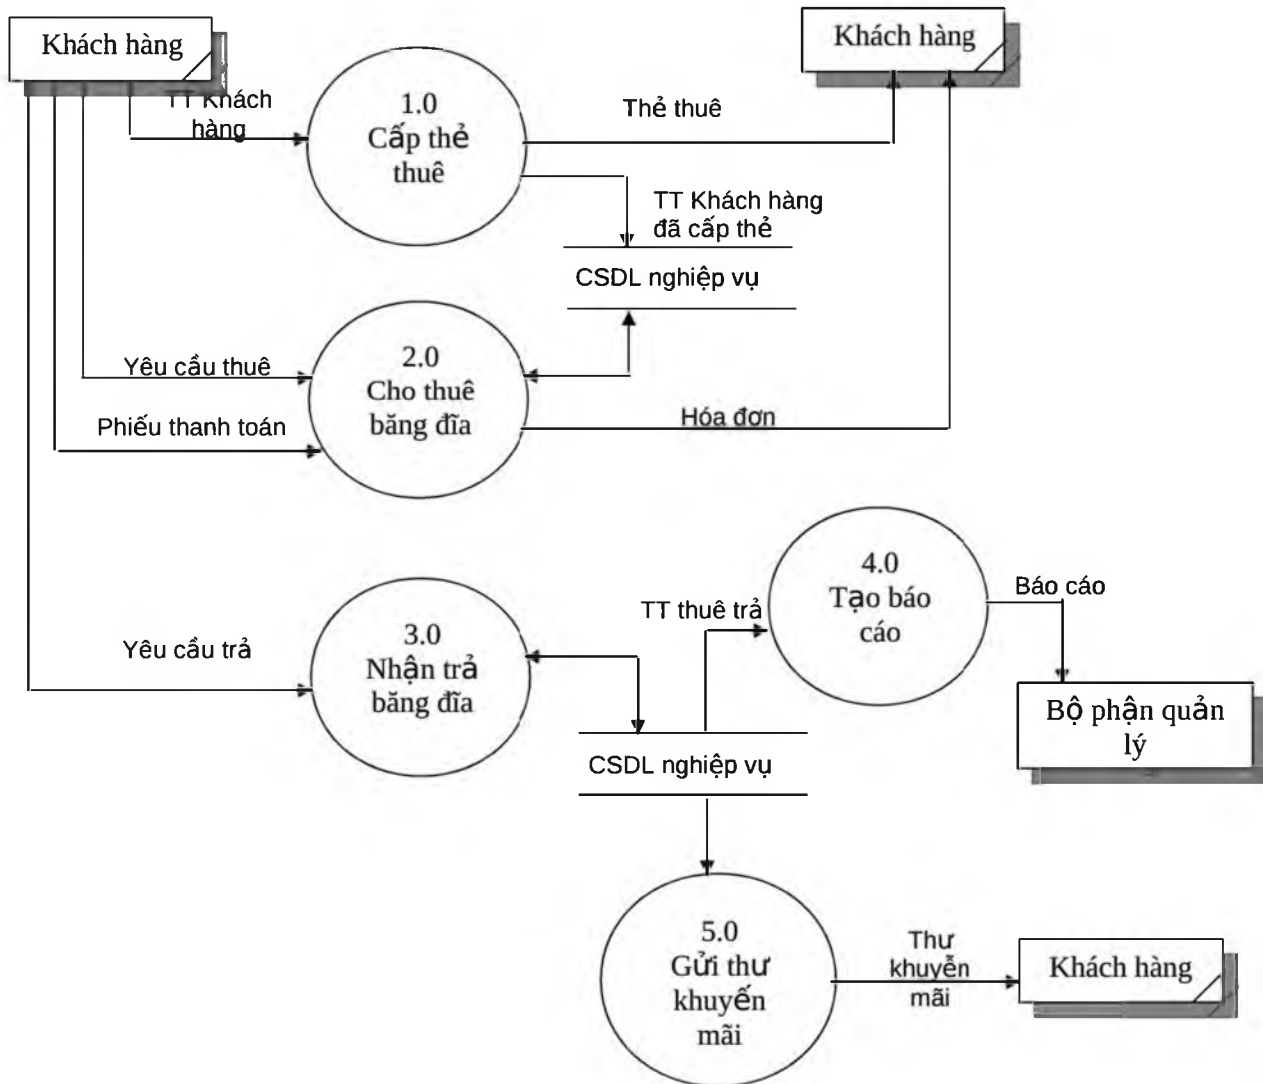 Khách hàng
Khách hàng
TT Khách
hàng
1.0
Cấp thẻ
thuê
Thẻ thuê
TT Khách hàng
đã cấp thẻ
CSDL nghiệp vụ
Yêu cầu thuê
2.0
Cho thuê
băng đĩa
Phiếu thanh toán
Hóa đơn
4.0
Tạo báo
cáo
Báo cáo
TT thuê trả
Yêu cầu trả
3.0
Nhận trả
băng đĩa
Bộ phận quản
lý
CSDL nghiệp vụ
5.0
Gửi thư
khuyến
mãi
Thư
khuyễn
mãi
Khách hàng